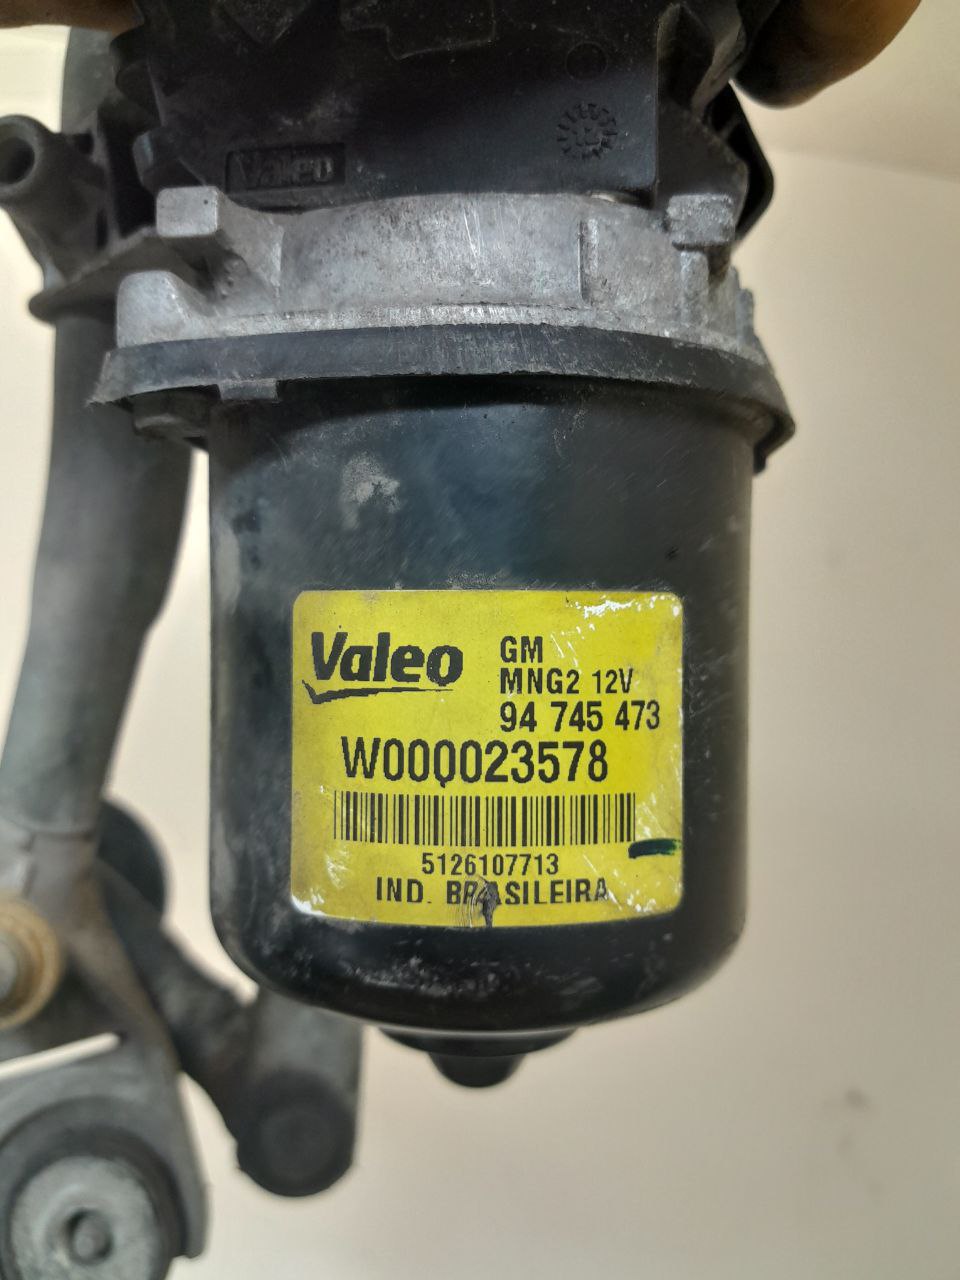 Valeo
Valeo
GM
MNG2 12V
94 745 473
W000023578
5126107713
IND. BRASILEIRA